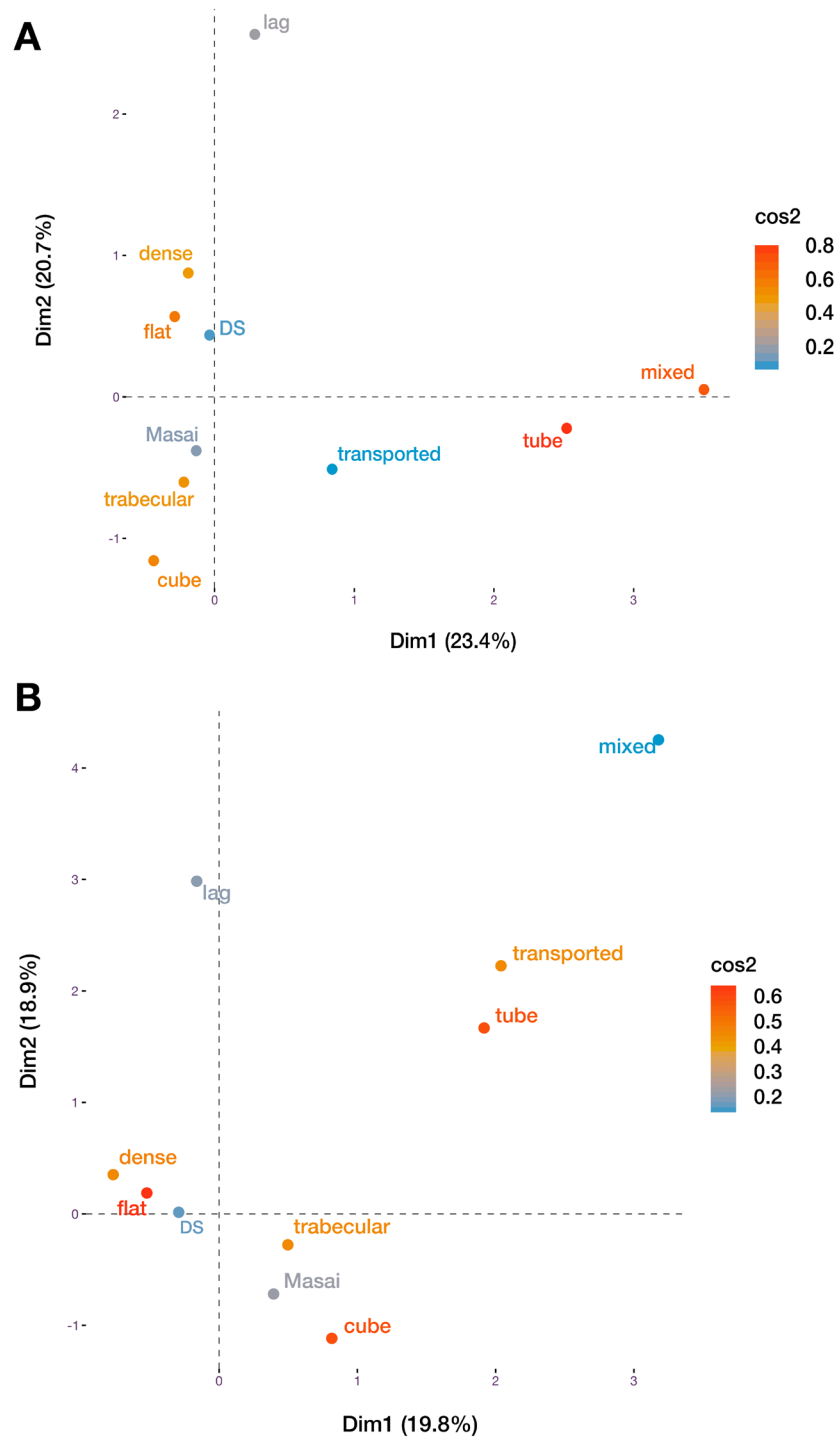 A
lag
2
dense
1
flat
DS
Dim2 (20.7%)
cos2
0.8
0.6
0.4
0.2
mixed
0
Masai
tube
transported
trabecular
-1
cube
0
1
2
3
Dim1 (23.4%)
B
mixed
4
3
lag
transported
Dim2 (18.9%)
cos2
0.6
0.5
0.4
0.3
0.2
2
tube
1
dense
flat
0
DS
trabecular
Masai
-1
cube
0
1
2
3
Dim1 (19.8%)